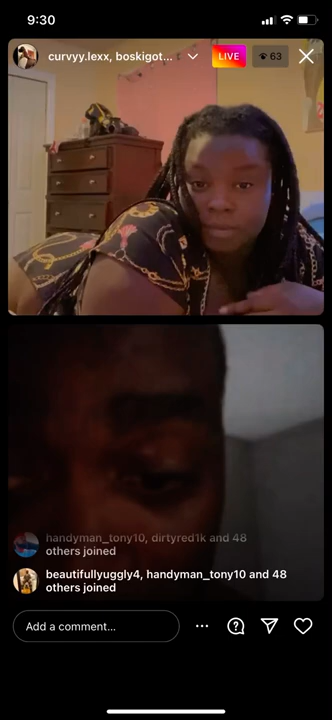 9:30
curvyy.lexx, boskigot...
LIVE
63
handyman_tony10, dirtyred1k and 48
others joined
beautifullyuggly4, handyman_tony10 and 48
others joined
Add a comment...